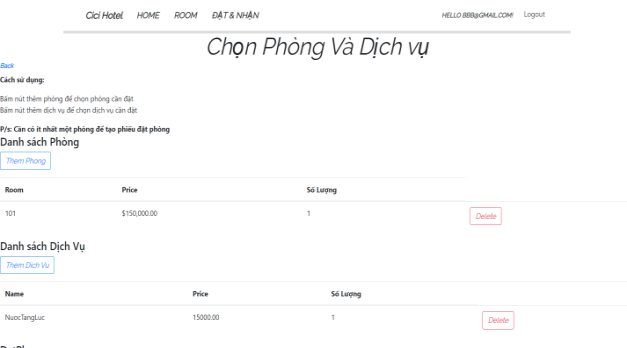 Cici Hotel HOME ROOM ĐẶT & NHẬN HELLO BBB@GMAIL.COM! Logout
Chọn Phòng Và Dịch vụ
Back
Cách sử dụng:
Bấm nút thêm phòng để chọn phòng cần đặt
Bấm nút thêm dịch vụ để chọn dịch vụ cần đặt
P/s: Cần có ít nhất một phòng để tạo phiếu đặt phòng
Danh sách Phòng
Them Phong
Room Price Số Lượng
101 $150,000.00 1 Delete
Danh sách Dịch Vụ
Them Dich Vu
Name Price Số Lượng
NuocTangLuc 15000.00 1 Delete